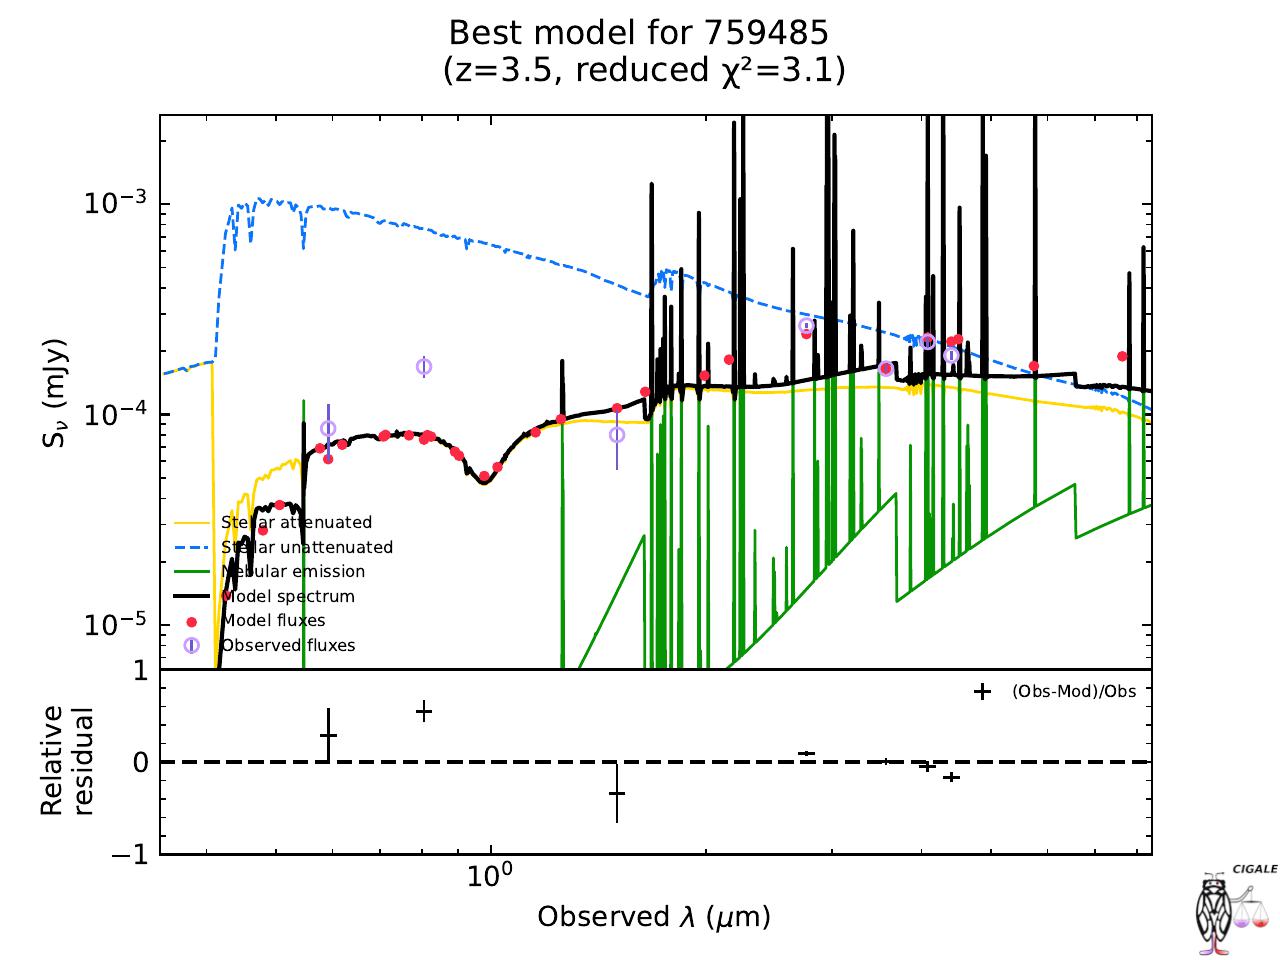 Best model for 759485
(z=3.5, reduced χ²=3.1)
S_ν (mJy)
10⁻³
10⁻⁴
10⁻⁵
Stellar attenuated
Stellar unattenuated
Nebular emission
Model spectrum
Model fluxes
Observed fluxes
Relative
residual
1
0
−1
(Obs-Mod)/Obs
10⁰
Observed λ (μm)
CIGALE